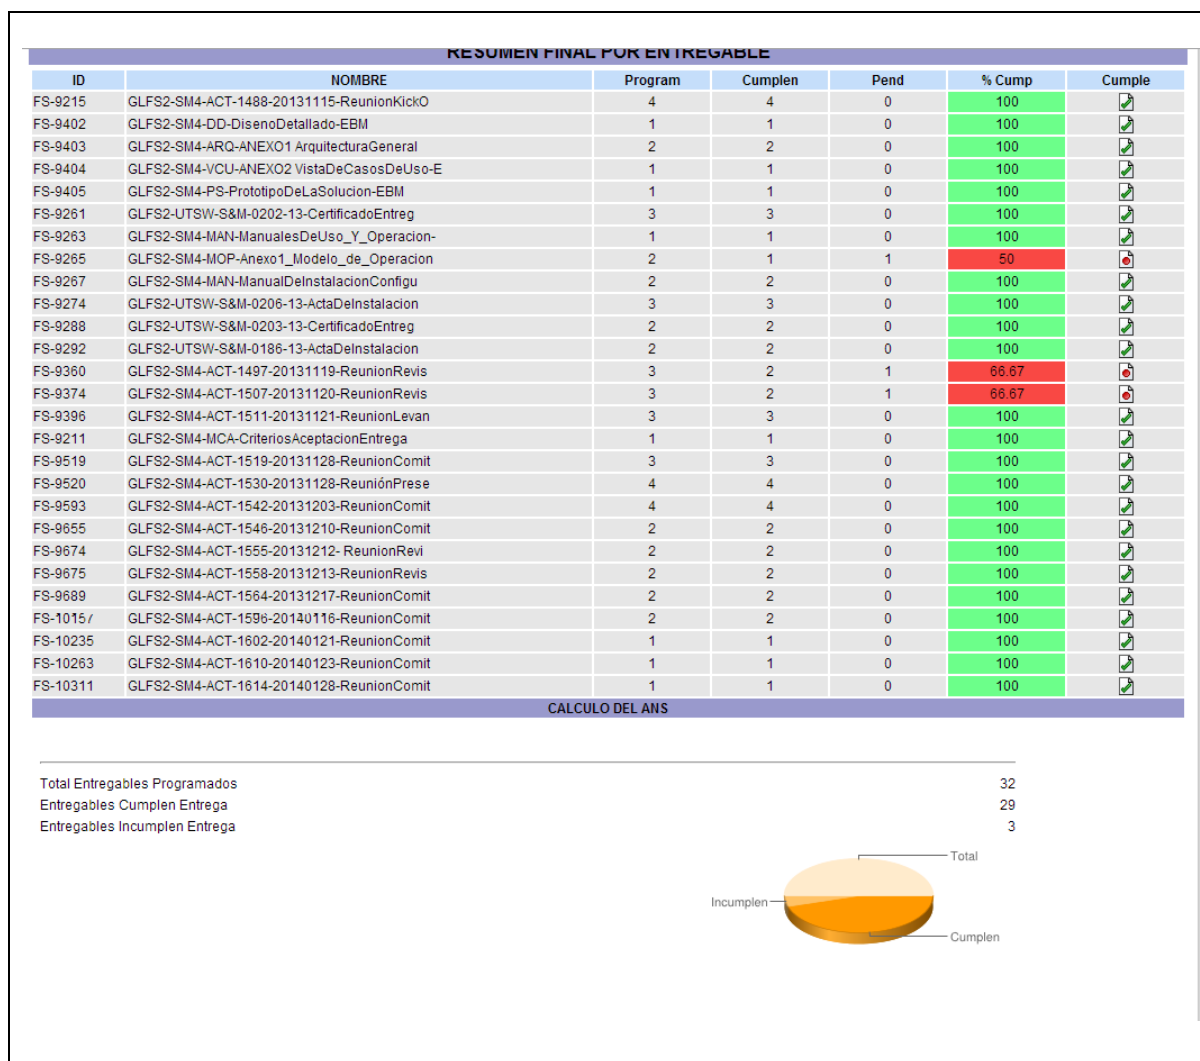 RESUMEN FINAL POR ENTREGABLE
ID NOMBRE Program Cumplen Pend % Cump Cumple
FS-9215 GLFS2-SM4-ACT-1488-20131115-ReunionKickO 4 4 0 100
FS-9402 GLFS2-SM4-DD-DisenoDetallado-EBM 1 1 0 100
FS-9403 GLFS2-SM4-ARQ-ANEXO1 ArquitecturaGeneral 2 2 0 100
FS-9404 GLFS2-SM4-VCU-ANEXO2 VistaDeCasosDeUso-E 1 1 0 100
FS-9405 GLFS2-SM4-PS-PrototipoDeLaSolucion-EBM 1 1 0 100
FS-9261 GLFS2-UTSW-S&M-0202-13-CertificadoEntreg 3 3 0 100
FS-9263 GLFS2-SM4-MAN-ManualesDeUso_Y_Operacion- 1 1 0 100
FS-9265 GLFS2-SM4-MOP-Anexo1_Modelo_de_Operacion 2 1 1 50
FS-9267 GLFS2-SM4-MAN-ManualDeInstalacionConfigu 2 2 0 100
FS-9274 GLFS2-UTSW-S&M-0206-13-ActaDeInstalacion 3 3 0 100
FS-9288 GLFS2-UTSW-S&M-0203-13-CertificadoEntreg 2 2 0 100
FS-9292 GLFS2-UTSW-S&M-0186-13-ActaDeInstalacion 2 2 0 100
FS-9360 GLFS2-SM4-ACT-1497-20131119-ReunionRevis 3 2 1 66.67
FS-9374 GLFS2-SM4-ACT-1507-20131120-ReunionRevis 3 2 1 66.67
FS-9396 GLFS2-SM4-ACT-1511-20131121-ReunionLevan 3 3 0 100
FS-9211 GLFS2-SM4-MCA-CriteriosAceptacionEntrega 1 1 0 100
FS-9519 GLFS2-SM4-ACT-1519-20131128-ReunionComit 3 3 0 100
FS-9520 GLFS2-SM4-ACT-1530-20131128-ReuniónPrese 4 4 0 100
FS-9593 GLFS2-SM4-ACT-1542-20131203-ReunionComit 4 4 0 100
FS-9655 GLFS2-SM4-ACT-1546-20131210-ReunionComit 2 2 0 100
FS-9674 GLFS2-SM4-ACT-1555-20131212- ReunionRevi 2 2 0 100
FS-9675 GLFS2-SM4-ACT-1558-20131213-ReunionRevis 2 2 0 100
FS-9689 GLFS2-SM4-ACT-1564-20131217-ReunionComit 2 2 0 100
FS-10157 GLFS2-SM4-ACT-1596-20140116-ReunionComit 2 2 0 100
FS-10235 GLFS2-SM4-ACT-1602-20140121-ReunionComit 1 1 0 100
FS-10263 GLFS2-SM4-ACT-1610-20140123-ReunionComit 1 1 0 100
FS-10311 GLFS2-SM4-ACT-1614-20140128-ReunionComit 1 1 0 100
CALCULO DEL ANS
Total Entregables Programados 32
Entregables Cumplen Entrega 29
Entregables Incumplen Entrega 3
Total
Incumplen
Cumplen